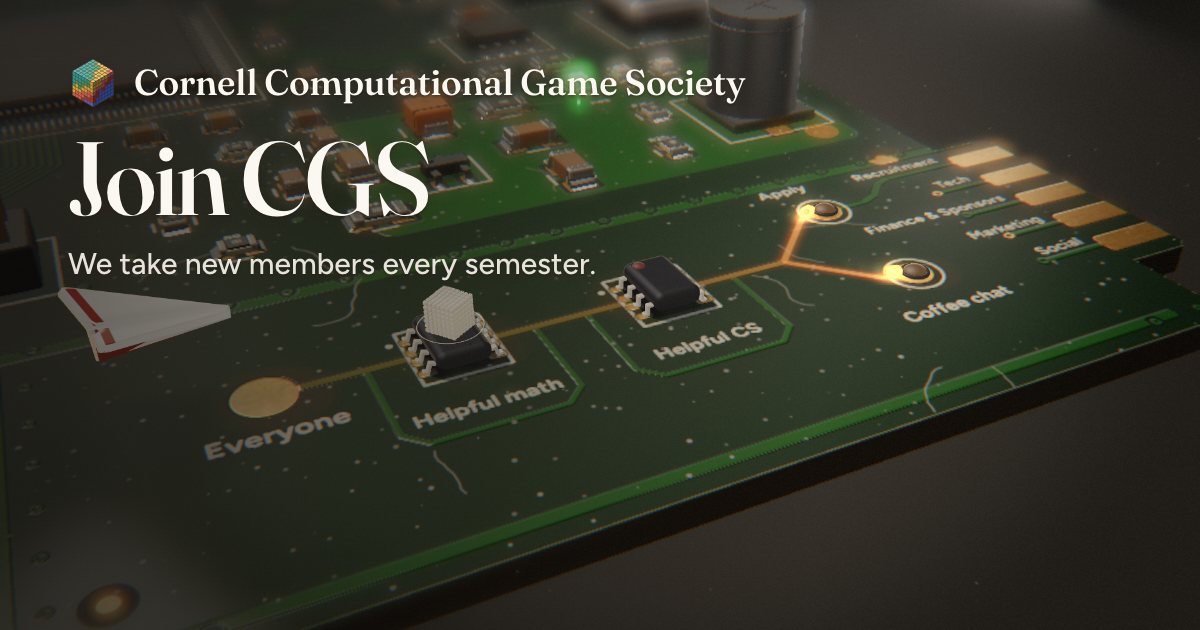 Cornell Computational Game Society
Join CGS
We take new members every semester.
Apply
Recruitment
Tech
Finance & Sponsors
Marketing
Social
Coffee chat
Helpful CS
Helpful math
Everyone